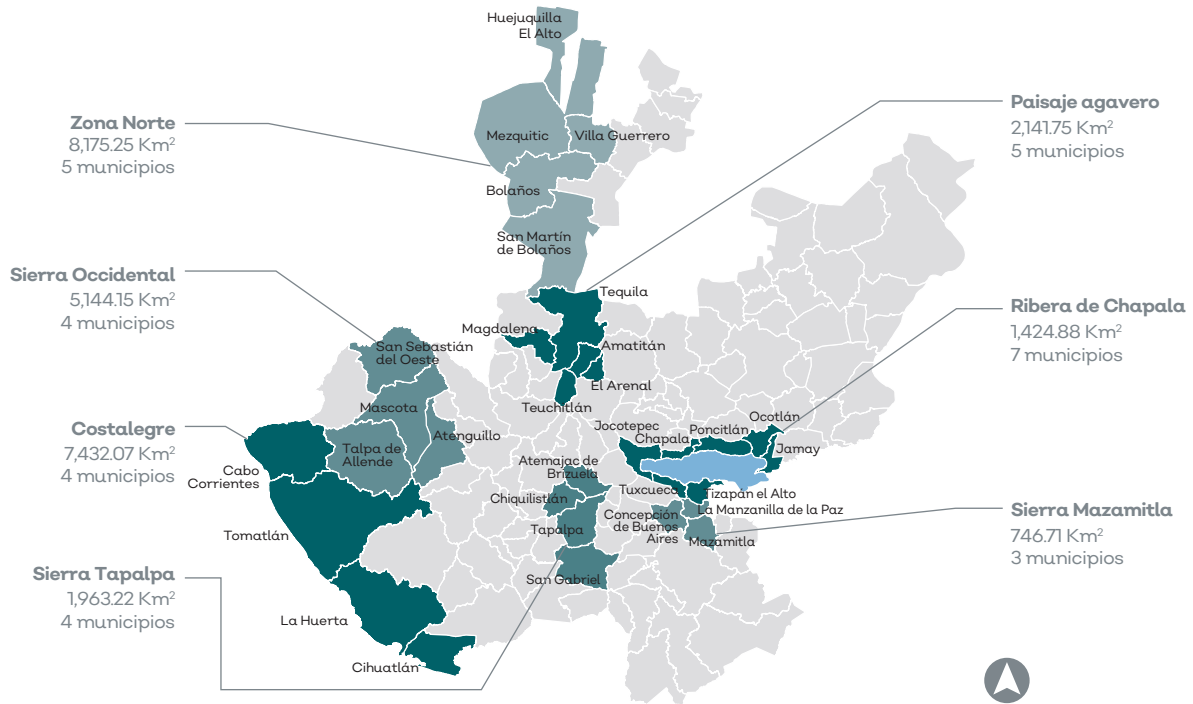 Huejuquilla
El Alto
Mezquitic
Villa Guerrero
Bolaños
San Martín
de Bolaños
Zona Norte
8,175.25 Km²
5 municipios
Paisaje agavero
2,141.75 Km²
5 municipios
Sierra Occidental
5,144.15 Km²
4 municipios
Ribera de Chapala
1,424.88 Km²
7 municipios
Tequila
Magdalena
Amatitán
El Arenal
Teuchitlán
San Sebastián
del Oeste
Mascota
Atenguillo
Talpa de
Allende
Costalegre
7,432.07 Km²
4 municipios
Cabo
Corrientes
Tomatlán
La Huerta
Cihuatlán
Jocotepec
Chapala
Poncitlán
Ocotlán
Jamay
Tizapán el Alto
Tuxcueca
La Manzanilla de la Paz
Concepción
de Buenos
Aires
Mazamitla
Atemajac de
Brizuela
Chiquilistlán
Tapalpa
San Gabriel
Sierra Mazamitla
746.71 Km²
3 municipios
Sierra Tapalpa
1,963.22 Km²
4 municipios